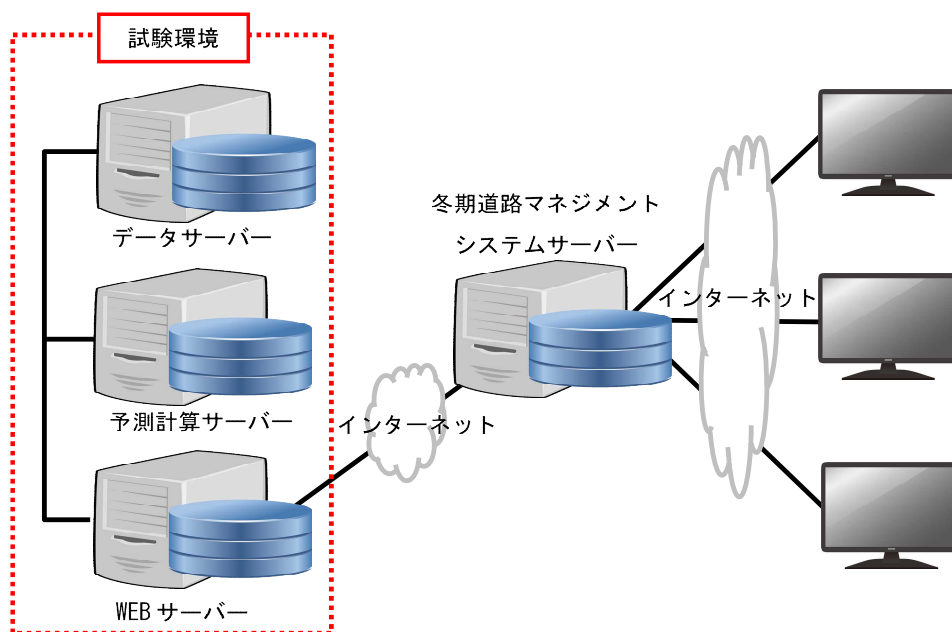 試験環境
データサーバー
予測計算サーバー
WEB サーバー
インターネット
冬期道路マネジメント
システムサーバー
インターネット